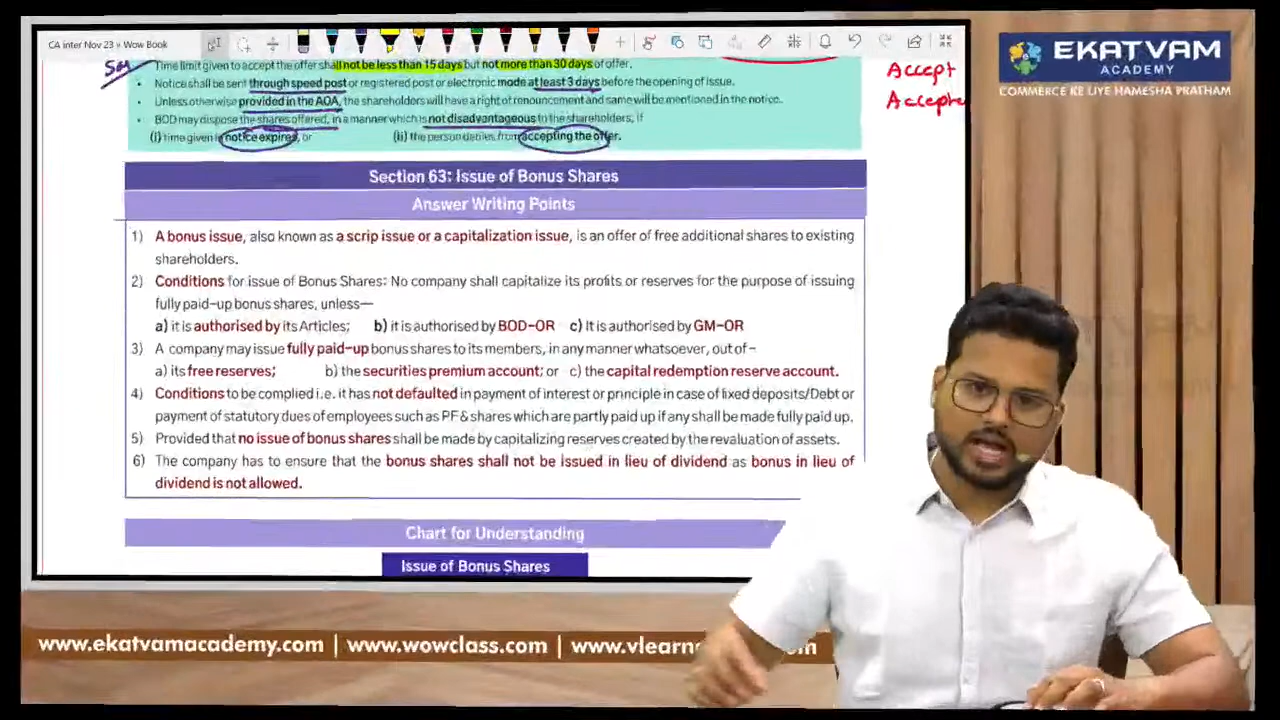 CA inter Nov 23 » Wow Book
Time limit given to accept the offer shall not be less than 15 days but not more than 30 days of offer.
Notice shall be sent through speed post or registered post or electronic mode at least 3 days before the opening of issue.
Unless otherwise provided in the AOA, the shareholders will have a right of renouncement and same will be mentioned in the notice.
BOD may dispose the shares offered, in a manner which is not disadvantageous to the shareholders, if
(i) time given in notice expires, or (ii) the person denies from accepting the offer.
Accept
Accepte
EKATVAM
ACADEMY
COMMERCE KE LIYE HAMESHA PRATHAM
Section 63: Issue of Bonus Shares
Answer Writing Points
1) A bonus issue, also known as a scrip issue or a capitalization issue, is an offer of free additional shares to existing
shareholders.
2) Conditions for issue of Bonus Shares: No company shall capitalize its profits or reserves for the purpose of issuing
fully paid-up bonus shares, unless—
a) it is authorised by its Articles; b) it is authorised by BOD-OR c) It is authorised by GM-OR
3) A company may issue fully paid-up bonus shares to its members, in any manner whatsoever, out of-
a) its free reserves; b) the securities premium account; or c) the capital redemption reserve account.
4) Conditions to be complied i.e. it has not defaulted in payment of interest or principle in case of fixed deposits/Debt or
payment of statutory dues of employees such as PF & shares which are partly paid up if any shall be made fully paid up.
5) Provided that no issue of bonus shares shall be made by capitalizing reserves created by the revaluation of assets.
6) The company has to ensure that the bonus shares shall not be issued in lieu of dividend as bonus in lieu of
dividend is not allowed.
Chart for Understanding
Issue of Bonus Shares
www.ekatvamacademy.com | www.wowclass.com | www.vlearn